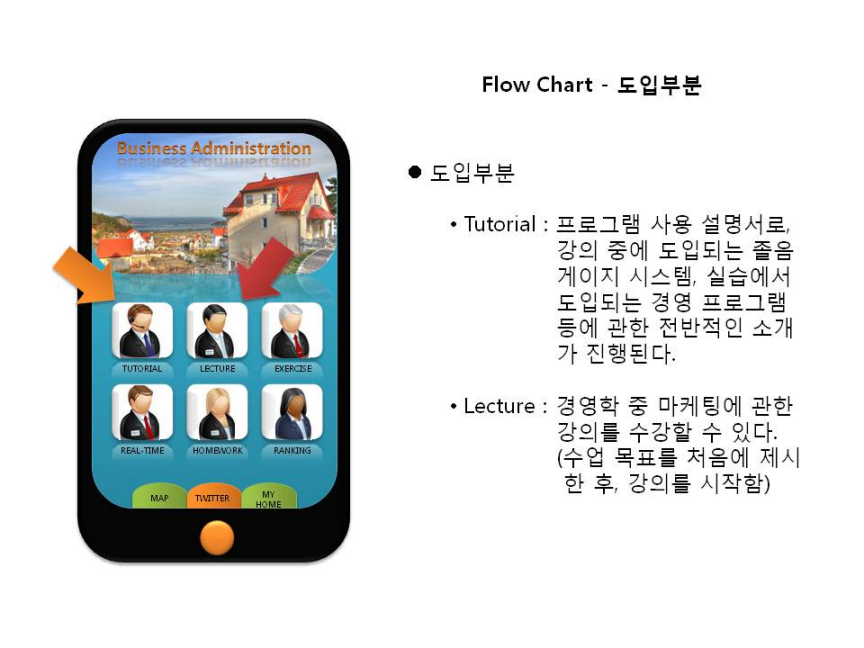 Flow Chart - 도입부분
Business Administration
TUTORIAL
LECTURE
EXERCISE
REAL-TIME
HOMEWORK
RANKING
MAP
TWITTER
MY
HOME
● 도입부분
• Tutorial : 프로그램 사용 설명서로,
강의 중에 도입되는 졸음
게이지 시스템, 실습에서
도입되는 경영 프로그램
등에 관한 전반적인 소개
가 진행된다.
• Lecture : 경영학 중 마케팅에 관한
강의를 수강할 수 있다.
(수업 목표를 처음에 제시
한 후, 강의를 시작함)